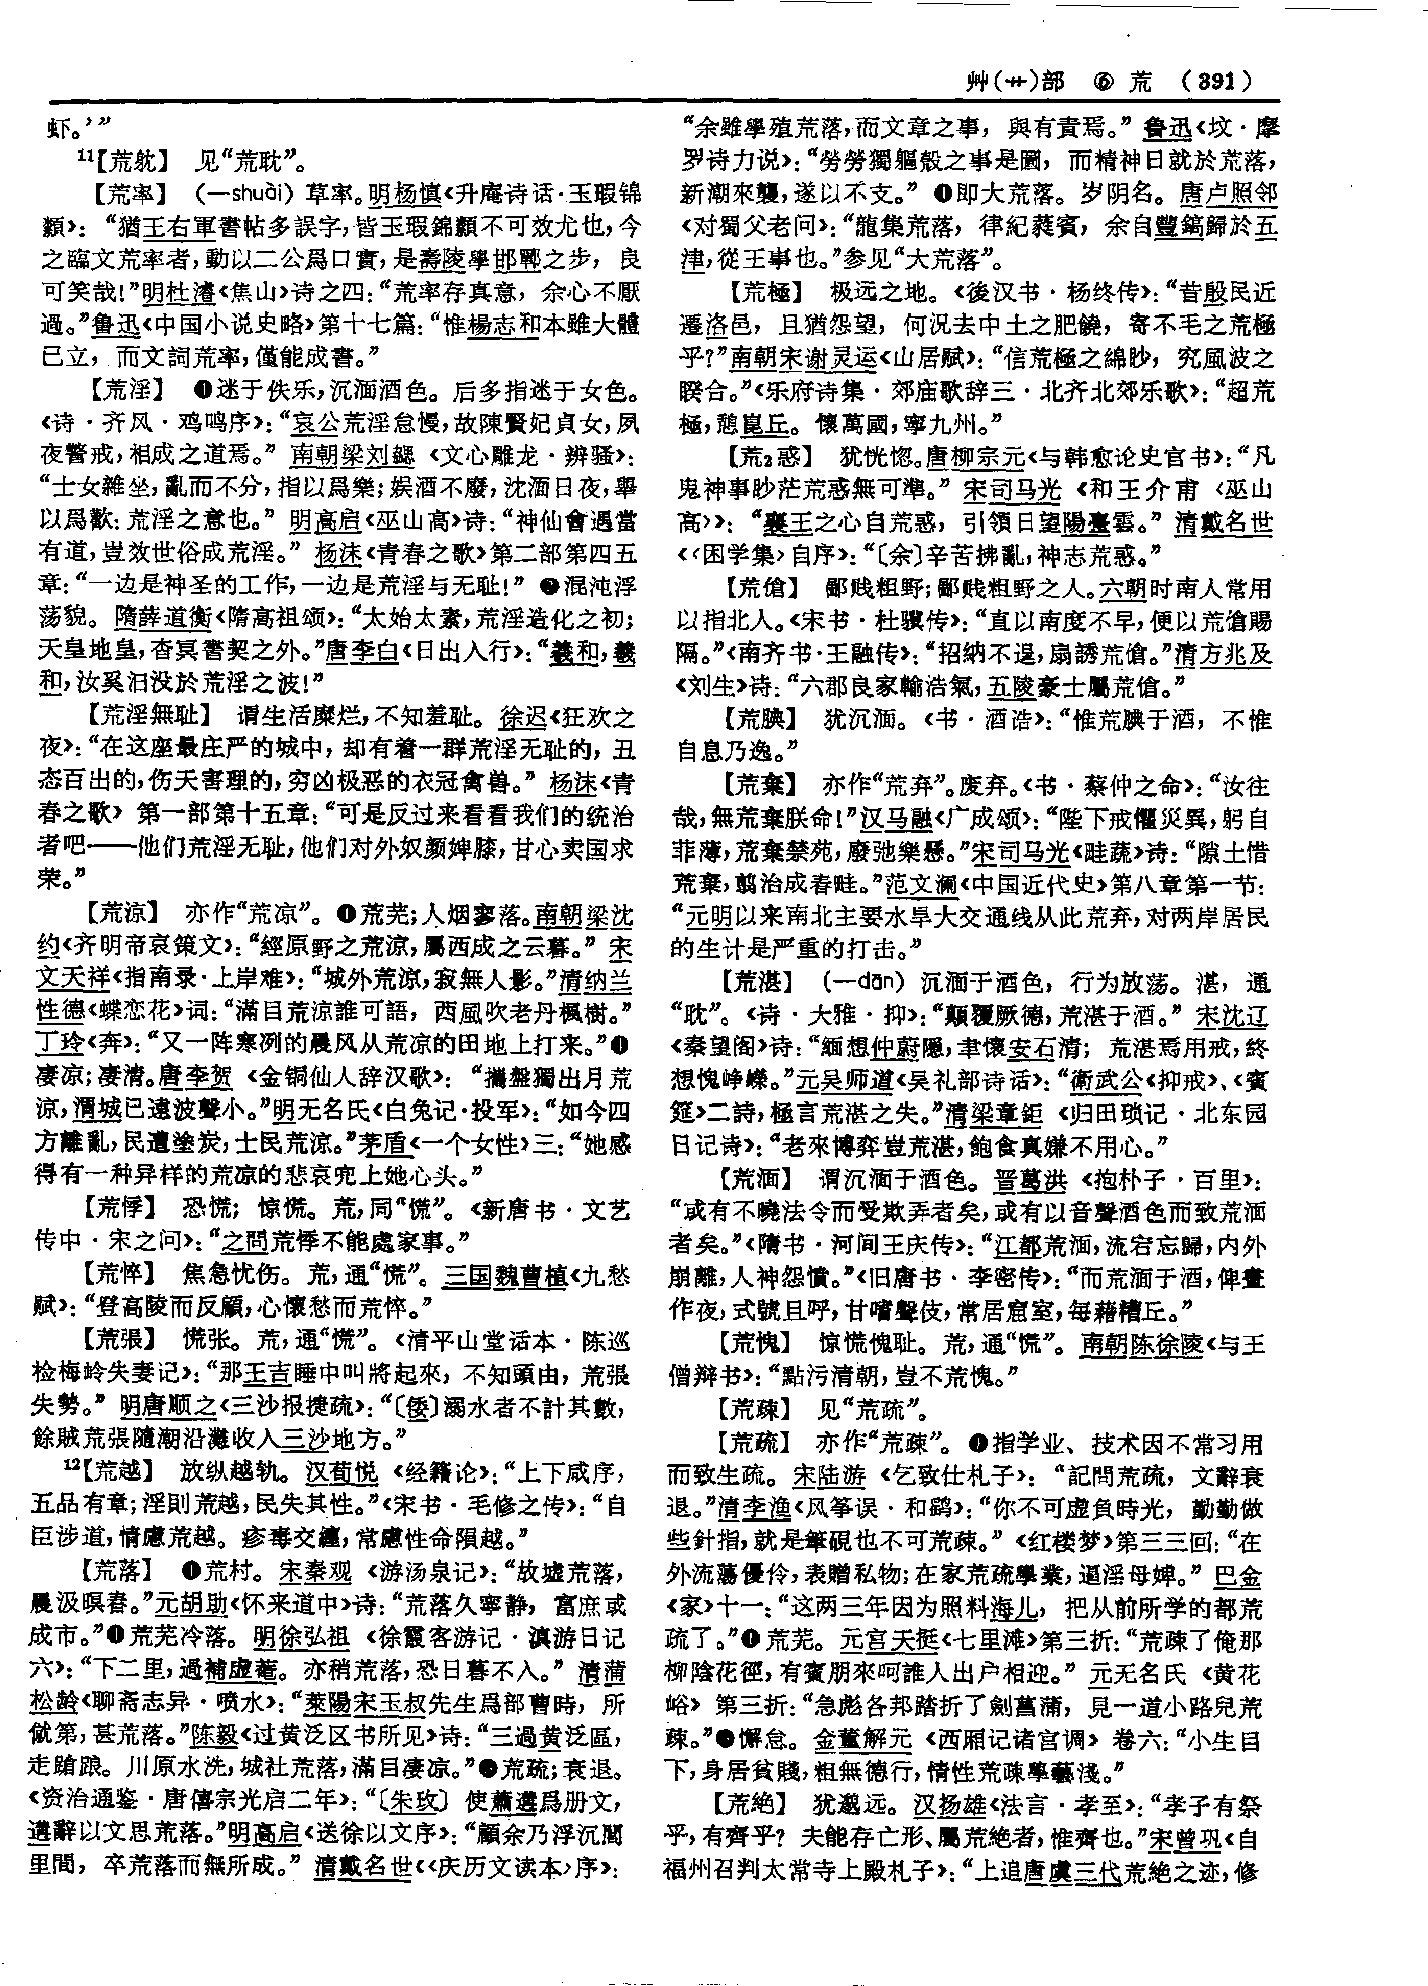 艸(艹)部 ⑥ 荒 (391)
虾。’”
11【荒躭】 见“荒耽”。
【荒率】 (—shuài) 草率。明杨慎《升庵诗话·玉瑕锦
纇》：“猶王右軍書帖多誤字，皆玉瑕錦纇不可效尤也，今
之臨文荒率者，動以二公爲口實，是壽陵學邯鄲之步，良
可笑哉！”明杜濬《焦山》诗之四：“荒率存真意，余心不厭
過。”鲁迅《中国小说史略》第十七篇：“惟楊志和本雖大體
已立，而文詞荒率，僅能成書。”
【荒淫】 ❶迷于佚乐，沉湎酒色。后多指迷于女色。
《诗·齐风·鸡鸣序》：“哀公荒淫怠慢，故陳賢妃貞女，夙
夜警戒，相成之道焉。” 南朝梁刘勰《文心雕龙·辨骚》：
“士女雜坐，亂而不分，指以爲樂；娱酒不廢，沈湎日夜，舉
以爲歡：荒淫之意也。” 明高启《巫山高》诗：“神仙會遇當
有道，豈效世俗成荒淫。” 杨沫《青春之歌》第二部第四五
章：“一边是神圣的工作，一边是荒淫与无耻！” ❷混沌浮
荡貌。隋薛道衡《隋高祖颂》：“太始太素，荒淫造化之初；
天皇地皇，杳冥書契之外。”唐李白《日出入行》：“羲和，羲
和，汝奚汩没於荒淫之波！”
【荒淫無耻】 谓生活糜烂，不知羞耻。徐迟《狂欢之
夜》：“在这座最庄严的城中，却有着一群荒淫无耻的，丑
态百出的，伤天害理的，穷凶极恶的衣冠禽兽。” 杨沫《青
春之歌》第一部第十五章：“可是反过来看看我们的统治
者吧——他们荒淫无耻，他们对外奴颜婢膝，甘心卖国求
荣。”
【荒涼】 亦作“荒凉”。❶荒芜；人烟寥落。南朝梁沈
约《齐明帝哀策文》：“經原野之荒涼，屬西成之云暮。” 宋
文天祥《指南录·上岸难》：“城外荒涼，寂無人影。”清纳兰
性德《蝶恋花》词：“滿目荒涼誰可語，西風吹老丹楓樹。”
丁玲《奔》：“又一阵寒冽的晨风从荒凉的田地上打来。”❷
凄凉；凄清。唐李贺《金铜仙人辞汉歌》：“攜盤獨出月荒
涼，渭城已遠波聲小。”明无名氏《白兔记·投军》：“如今四
方離亂，民遭塗炭，士民荒涼。”茅盾《一个女性》三：“她感
得有一种异样的荒凉的悲哀兜上她心头。”
【荒悸】 恐慌；惊慌。荒，同“慌”。《新唐书·文艺
传中·宋之问》：“之問荒悸不能處家事。”
【荒悴】 焦急忧伤。荒，通“慌”。三国魏曹植《九愁
赋》：“登高陵而反顧，心懷愁而荒悴。”
【荒張】 慌张。荒，通“慌”。《清平山堂话本·陈巡
检梅岭失妻记》：“那王吉睡中叫將起來，不知頭由，荒張
失勢。” 明唐顺之《三沙报捷疏》：“〔倭〕溺水者不計其數，
餘賊荒張隨潮沿灘收入三沙地方。”
12【荒越】 放纵越轨。汉荀悦《经籍论》：“上下咸序，
五品有章；淫則荒越，民失其性。”《宋书·毛修之传》：“自
臣涉道，情慮荒越。疹毒交纏，常慮性命隕越。”
【荒落】 ❶荒村。宋秦观《游汤泉记》：“故墟荒落，
晨汲暝舂。”元胡助《怀来道中》诗：“荒落久寧静，富庶或
成市。”❷荒芜冷落。明徐弘祖《徐霞客游记·滇游日记
六》：“下二里，過補虚菴。亦稍荒落，恐日暮不入。” 清蒲
松龄《聊斋志异·喷水》：“萊陽宋玉叔先生爲部曹時，所
僦第，甚荒落。”陈毅《过黄泛区书所见》诗：“三過黄泛區，
走踉踉。川原水洗，城社荒落，滿目凄凉。”❸荒疏；衰退。
《资治通鉴·唐僖宗光启二年》：“〔朱玫〕使蕭遘爲册文，
遘辭以文思荒落。”明高启《送徐以文序》：“顧余乃浮沉閭
里間，卒荒落而無所成。” 清戴名世《〈庆历文读本〉序》：
“余雖學殖荒落，而文章之事，與有責焉。” 鲁迅《坟·摩
罗诗力说》：“勞勞獨軀殼之事是圖，而精神日就於荒落，
新潮來襲，遂以不支。” ❹即大荒落。岁阴名。唐卢照邻
《对蜀父老问》：“龍集荒落，律紀蕤賓，余自豐鎬歸於五
津，從王事也。”参见“大荒落”。
【荒極】 极远之地。《後汉书·杨终传》：“昔殷民近
遷洛邑，且猶怨望，何況去中土之肥饒，寄不毛之荒極
乎？”南朝宋谢灵运《山居赋》：“信荒極之綿眇，究風波之
睽合。”《乐府诗集·郊庙歌辞三·北齐北郊乐歌》：“超荒
極，憩崑丘。懷萬國，寧九州。”
【荒2惑】 犹恍惚。唐柳宗元《与韩愈论史官书》：“凡
鬼神事眇茫荒惑無可準。” 宋司马光《和王介甫〈巫山
高〉》：“襄王之心自荒惑，引領日望陽臺雲。” 清戴名世
《〈困学集〉自序》：“〔余〕辛苦拂亂，神志荒惑。”
【荒傖】 鄙贱粗野；鄙贱粗野之人。六朝时南人常用
以指北人。《宋书·杜骥传》：“直以南度不早，便以荒傖賜
隔。”《南齐书·王融传》：“招納不逞，扇誘荒傖。”清方兆及
《刘生》诗：“六郡良家輸浩氣，五陵豪士屬荒傖。”
【荒腆】 犹沉湎。《书·酒诰》：“惟荒腆于酒，不惟
自息乃逸。”
【荒棄】 亦作“荒弃”。废弃。《书·蔡仲之命》：“汝往
哉，無荒棄朕命！”汉马融《广成颂》：“陛下戒懼災異，躬自
菲薄，荒棄禁苑，廢弛樂懸。”宋司马光《畦蔬》诗：“隙土惜
荒棄，翦治成春畦。”范文澜《中国近代史》第八章第一节：
“元明以来南北主要水旱大交通线从此荒弃，对两岸居民
的生计是严重的打击。”
【荒湛】 (—dān) 沉湎于酒色，行为放荡。湛，通
“耽”。《诗·大雅·抑》：“顛覆厥德，荒湛于酒。” 宋沈辽
《秦望阁》诗：“緬想仲蔚隱，聿懷安石清；荒湛焉用戒，終
想愧峥嶸。”元吴师道《吴礼部诗话》：“衛武公《抑戒》、《賓
筵》二詩，極言荒湛之失。”清梁章鉅《归田琐记·北东园
日记诗》：“老來博弈豈荒湛，飽食真嫌不用心。”
【荒湎】 谓沉湎于酒色。晋葛洪《抱朴子·百里》：
“或有不曉法令而受欺弄者矣，或有以音聲酒色而致荒湎
者矣。”《隋书·河间王庆传》：“江都荒湎，流宕忘歸，内外
崩離，人神怨憤。”《旧唐书·李密传》：“而荒湎于酒，俾晝
作夜，式號且呼，甘嗜聲伎，常居窟室，每藉糟丘。”
【荒愧】 惊慌愧耻。荒，通“慌”。南朝陈徐陵《与王
僧辩书》：“點污清朝，豈不荒愧。”
【荒疎】 见“荒疏”。
【荒疏】 亦作“荒疎”。❶指学业、技术因不常习用
而致生疏。宋陆游《乞致仕札子》：“記問荒疏，文辭衰
退。”清李渔《风筝误·和鹞》：“你不可虚負時光，勤勤做
些針指，就是筆硯也不可荒疎。” 《红楼梦》第三三回：“在
外流蕩優伶，表贈私物；在家荒疏學業，逼淫母婢。” 巴金
《家》十一：“这两三年因为照料海儿，把从前所学的都荒
疏了。”❷荒芜。元宫天挺《七里滩》第三折：“荒疎了俺那
柳陰花徑，有賓朋來呵誰人出户相迎。” 元无名氏《黄花
峪》第三折：“急彪各邦踏折了劍菖蒲，見一道小路兒荒
疎。”❸懈怠。金董解元《西厢记诸宫调》卷六：“小生目
下，身居貧賤，粗無德行，情性荒疎學藝淺。”
【荒絶】 犹邈远。汉扬雄《法言·孝至》：“孝子有祭
乎，有齊乎？夫能存亡形、屬荒絶者，惟齊也。”宋曾巩《自
福州召判太常寺上殿札子》：“上追唐虞三代荒絶之迹，修